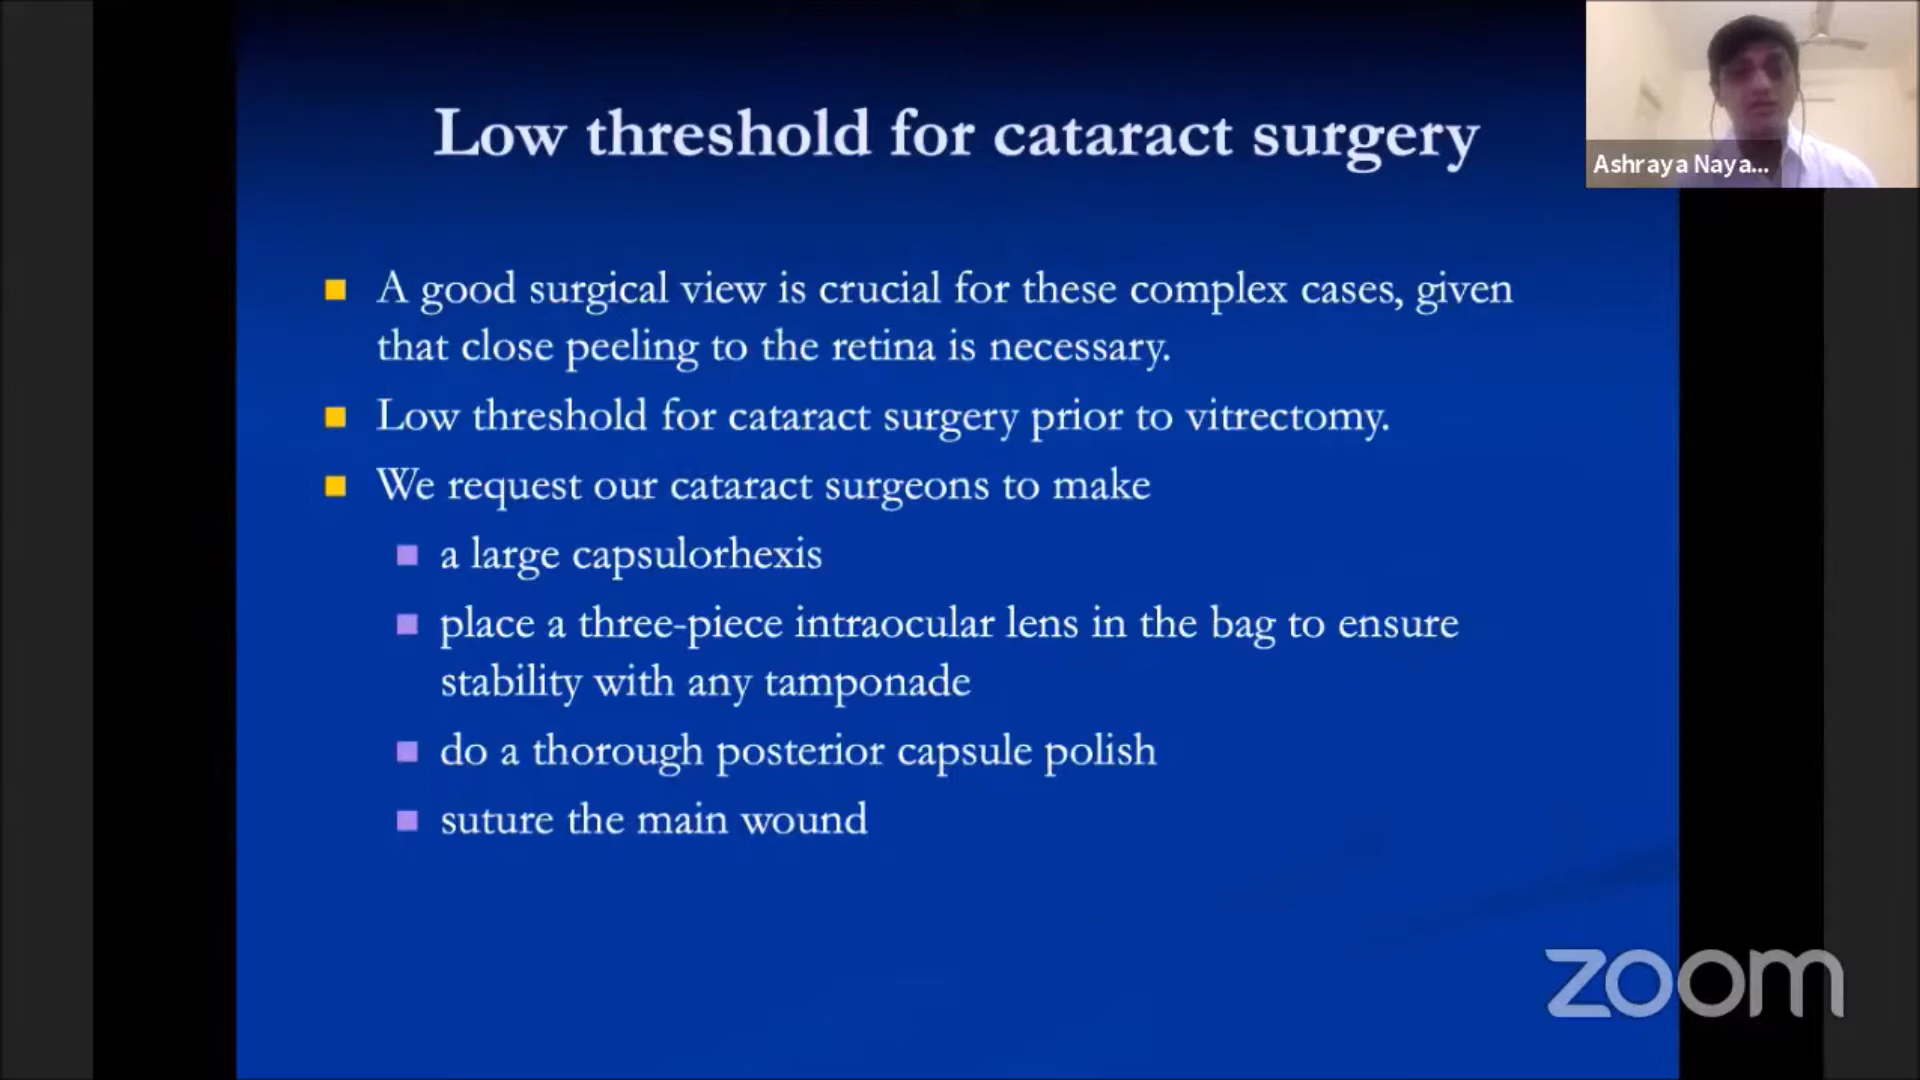 Low threshold for cataract surgery
Ashraya Naya...
A good surgical view is crucial for these complex cases, given
that close peeling to the retina is necessary.
Low threshold for cataract surgery prior to vitrectomy.
We request our cataract surgeons to make
a large capsulorhexis
place a three-piece intraocular lens in the bag to ensure
stability with any tamponade
do a thorough posterior capsule polish
suture the main wound
zoom